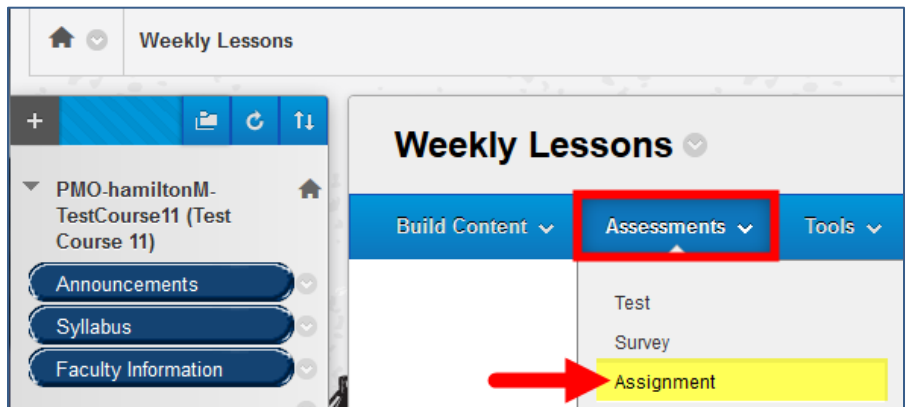 Weekly Lessons
PMO-hamiltonM-
TestCourse11 (Test
Course 11)
Announcements
Syllabus
Faculty Information
Weekly Lessons
Build Content
Assessments
Tools
Test
Survey
Assignment